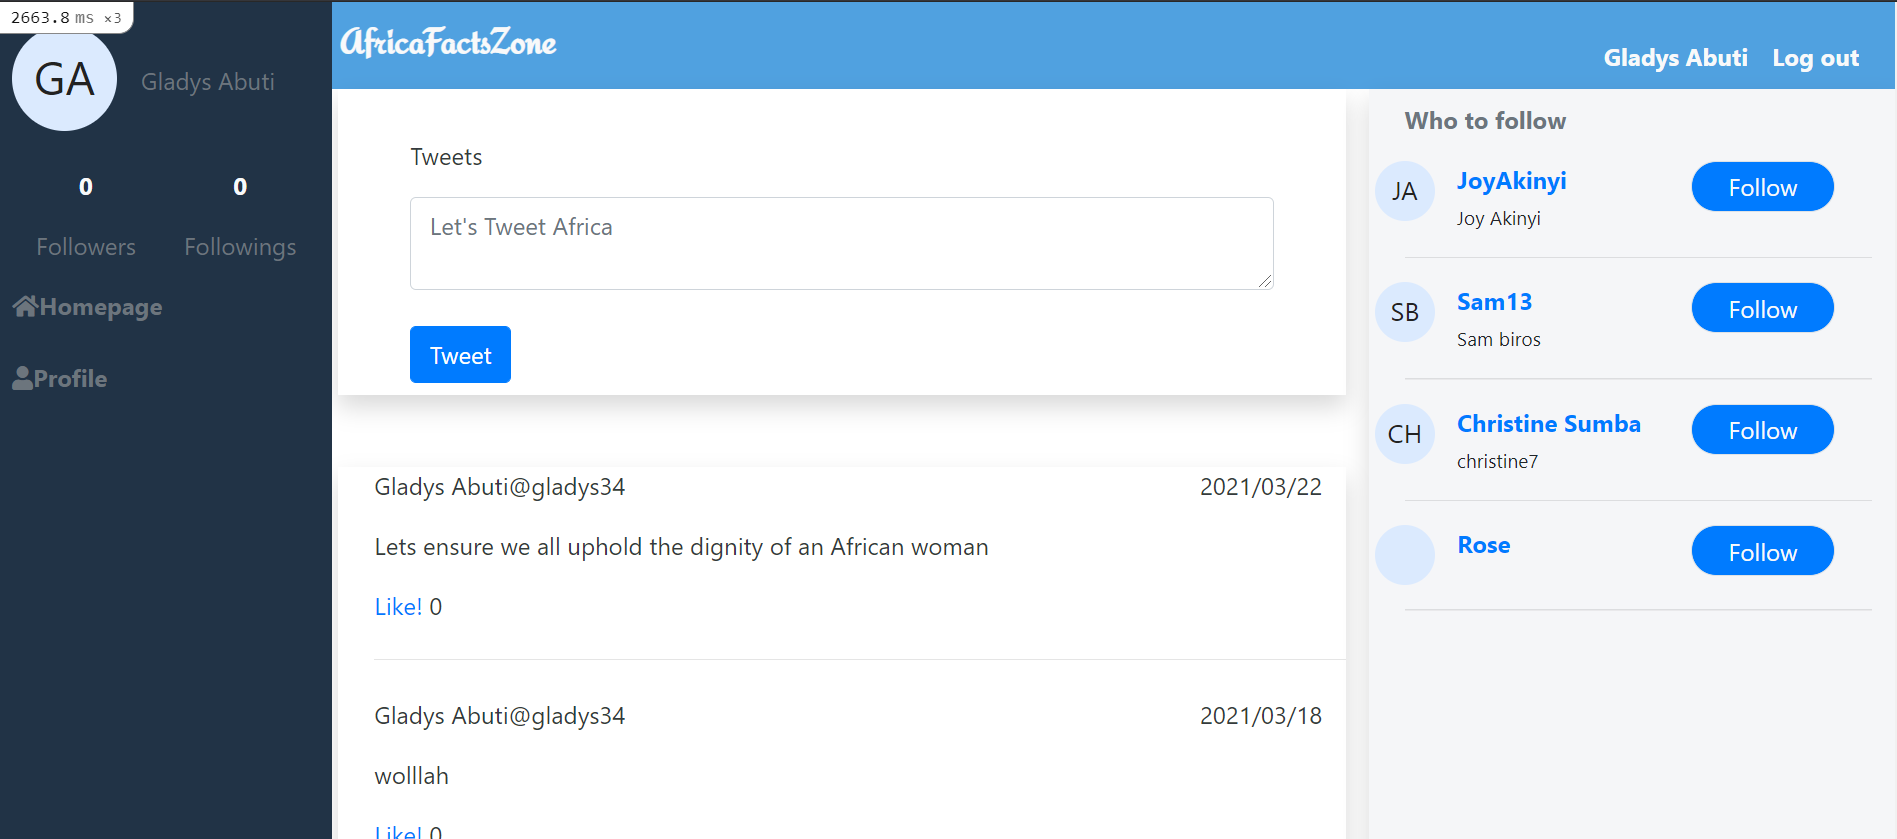 2663.8 ms ×3
GA
Gladys Abuti
0 0
Followers Followings
Homepage
Profile
AfricaFactsZone
Gladys Abuti Log out
Tweets
Let's Tweet Africa
Tweet
Gladys Abuti@gladys34 2021/03/22
Lets ensure we all uphold the dignity of an African woman
Like! 0
Gladys Abuti@gladys34 2021/03/18
wolllah
Like! 0
Who to follow
JA JoyAkinyi Follow
Joy Akinyi
SB Sam13 Follow
Sam biros
CH Christine Sumba Follow
christine7
Rose Follow